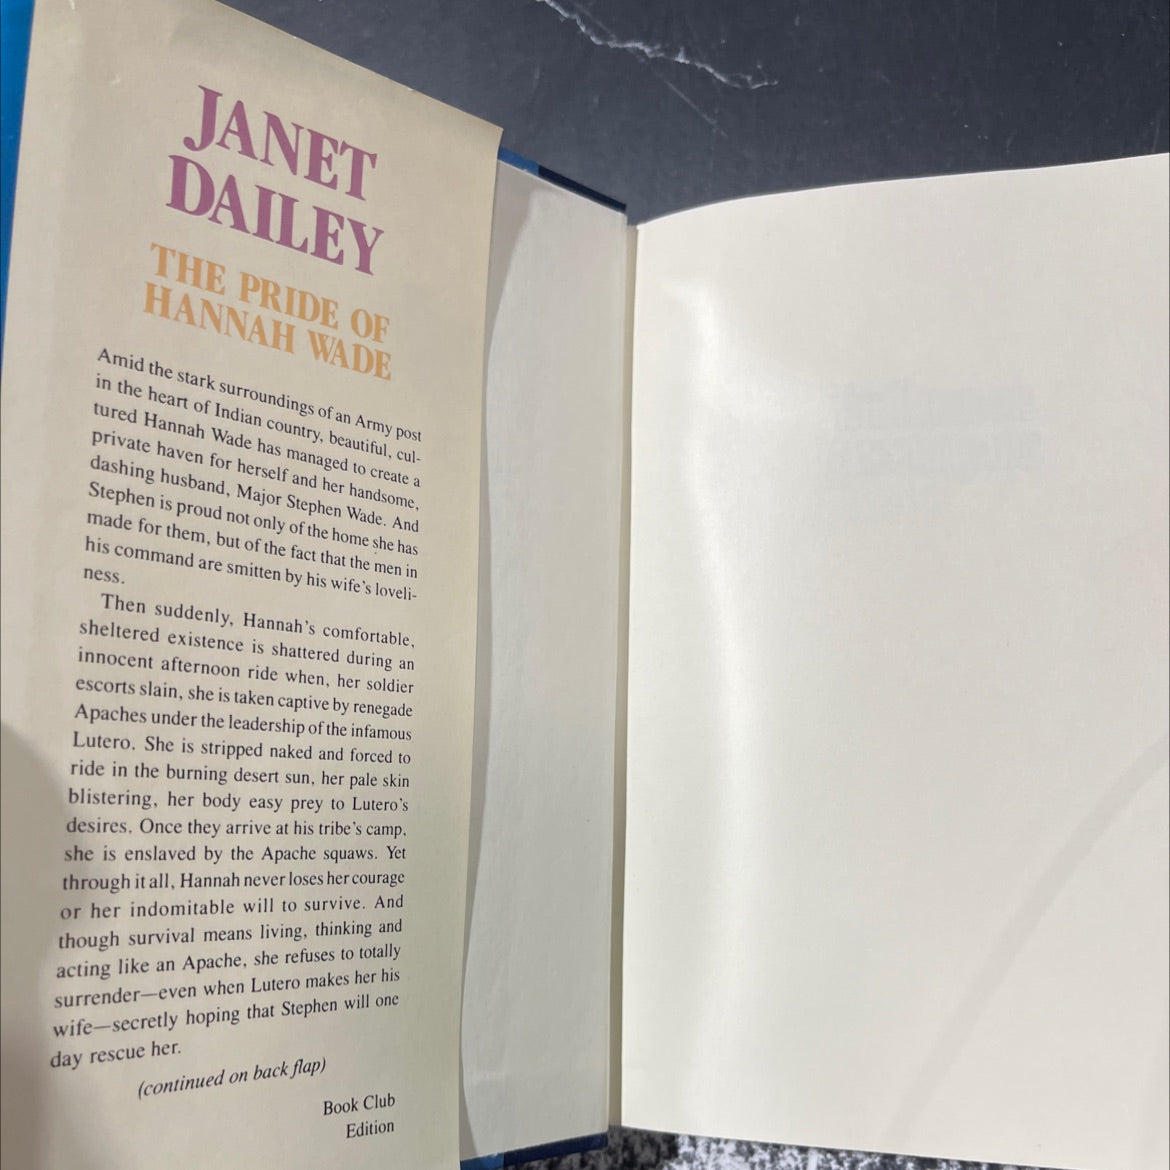 JANET
DAILEY
THE PRIDE OF
HANNAH WADE
Amid the stark surroundings of an Army post
in the heart of Indian country, beautiful, cul-
tured Hannah Wade has managed to create a
private haven for herself and her handsome,
dashing husband, Major Stephen Wade. And
Stephen is proud not only of the home she has
made for them, but of the fact that the men in
his command are smitten by his wife's loveli-
ness.
Then suddenly, Hannah's comfortable,
sheltered existence is shattered during an
innocent afternoon ride when, her soldier
escorts slain, she is taken captive by renegade
Apaches under the leadership of the infamous
Lutero. She is stripped naked and forced to
ride in the burning desert sun, her pale skin
blistering, her body easy prey to Lutero's
desires. Once they arrive at his tribe's camp,
she is enslaved by the Apache squaws. Yet
through it all, Hannah never loses her courage
or her indomitable will to survive. And
though survival means living, thinking and
acting like an Apache, she refuses to totally
surrender—even when Lutero makes her his
wife—secretly hoping that Stephen will one
day rescue her.
(continued on back flap)
Book Club
Edition